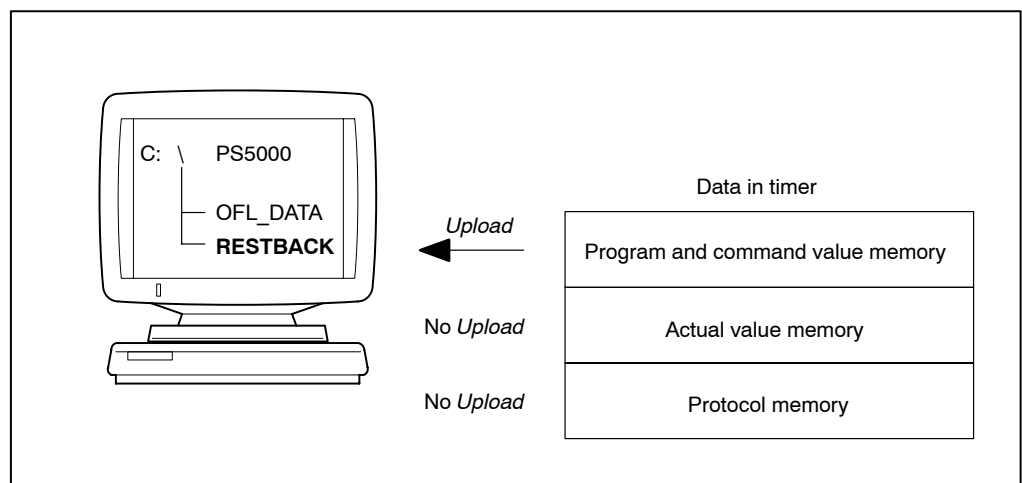 C: \ PS5000
OFL_DATA
RESTBACK
Data in timer
Upload
Program and command value memory
No Upload
Actual value memory
No Upload
Protocol memory